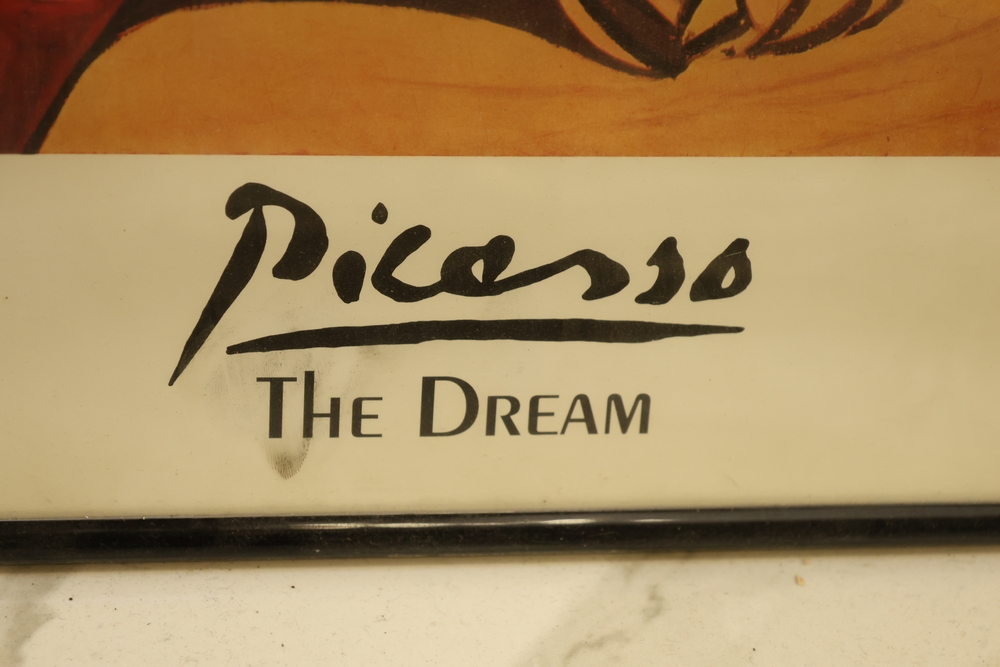 Picasso
The Dream